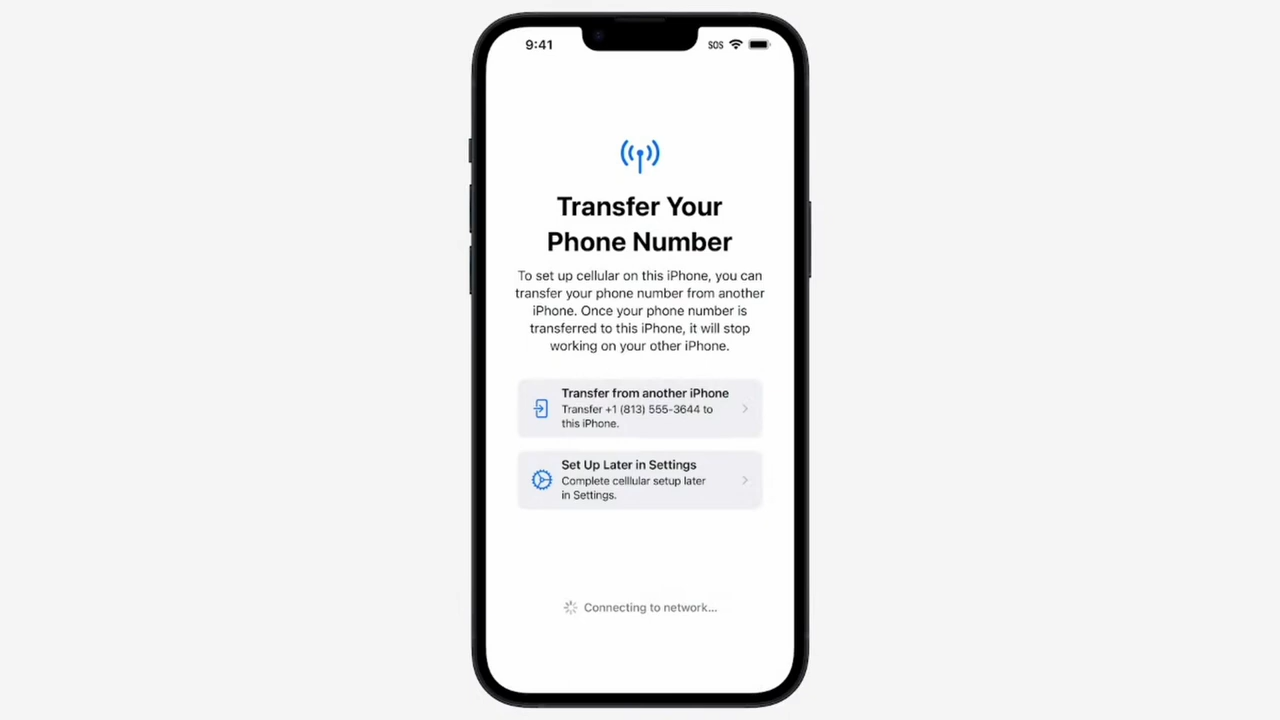 9:41
SOS
Transfer Your
Phone Number
To set up cellular on this iPhone, you can
transfer your phone number from another
iPhone. Once your phone number is
transferred to this iPhone, it will stop
working on your other iPhone.
Transfer from another iPhone
Transfer +1 (813) 555-3644 to
this iPhone.
Set Up Later in Settings
Complete celllular setup later
in Settings.
Connecting to network...